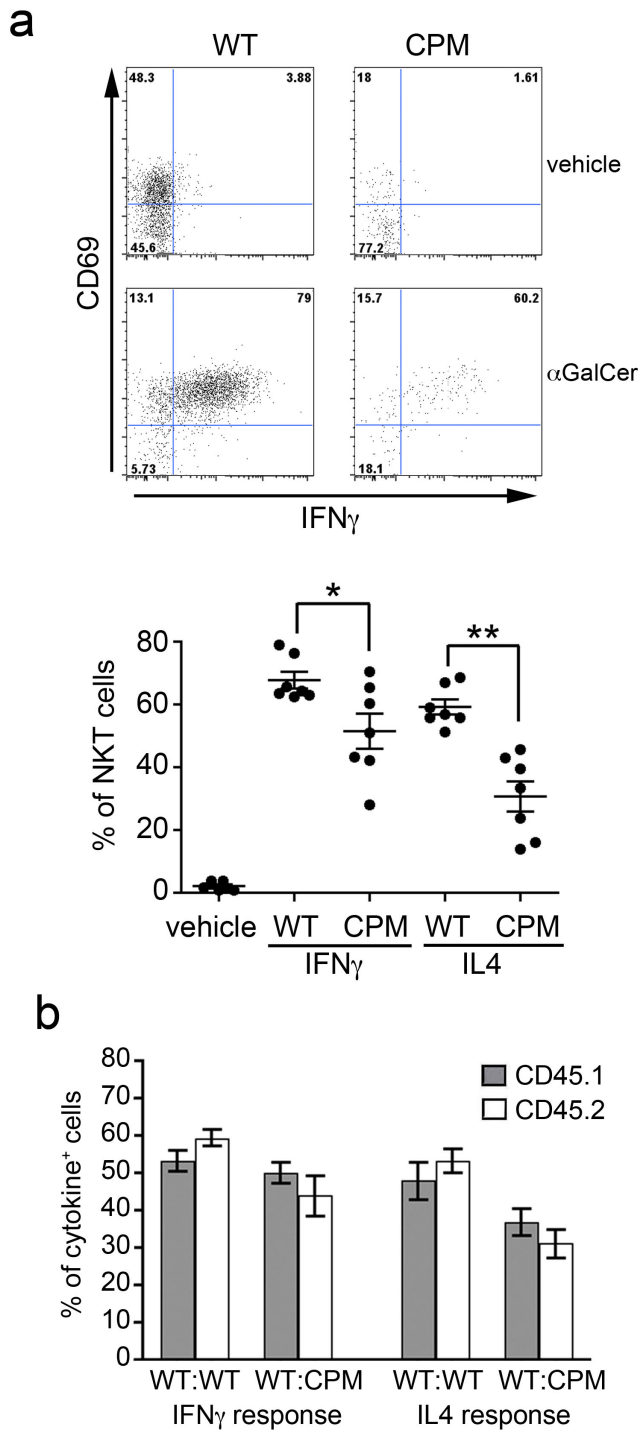 a
WT CPM
48.3 3.88 18 1.61
vehicle
45.6 77.2
CD69
13.1 79 15.7 60.2
αGalCer
5.73 18.1
IFNγ
* **
80
60
40
20
0
% of NKT cells
vehicle WT CPM WT CPM
IFNγ IL4
b
80
70
60
50
40
30
20
10
0
% of cytokine⁺ cells
CD45.1
CD45.2
WT:WT WT:CPM WT:WT WT:CPM
IFNγ response IL4 response